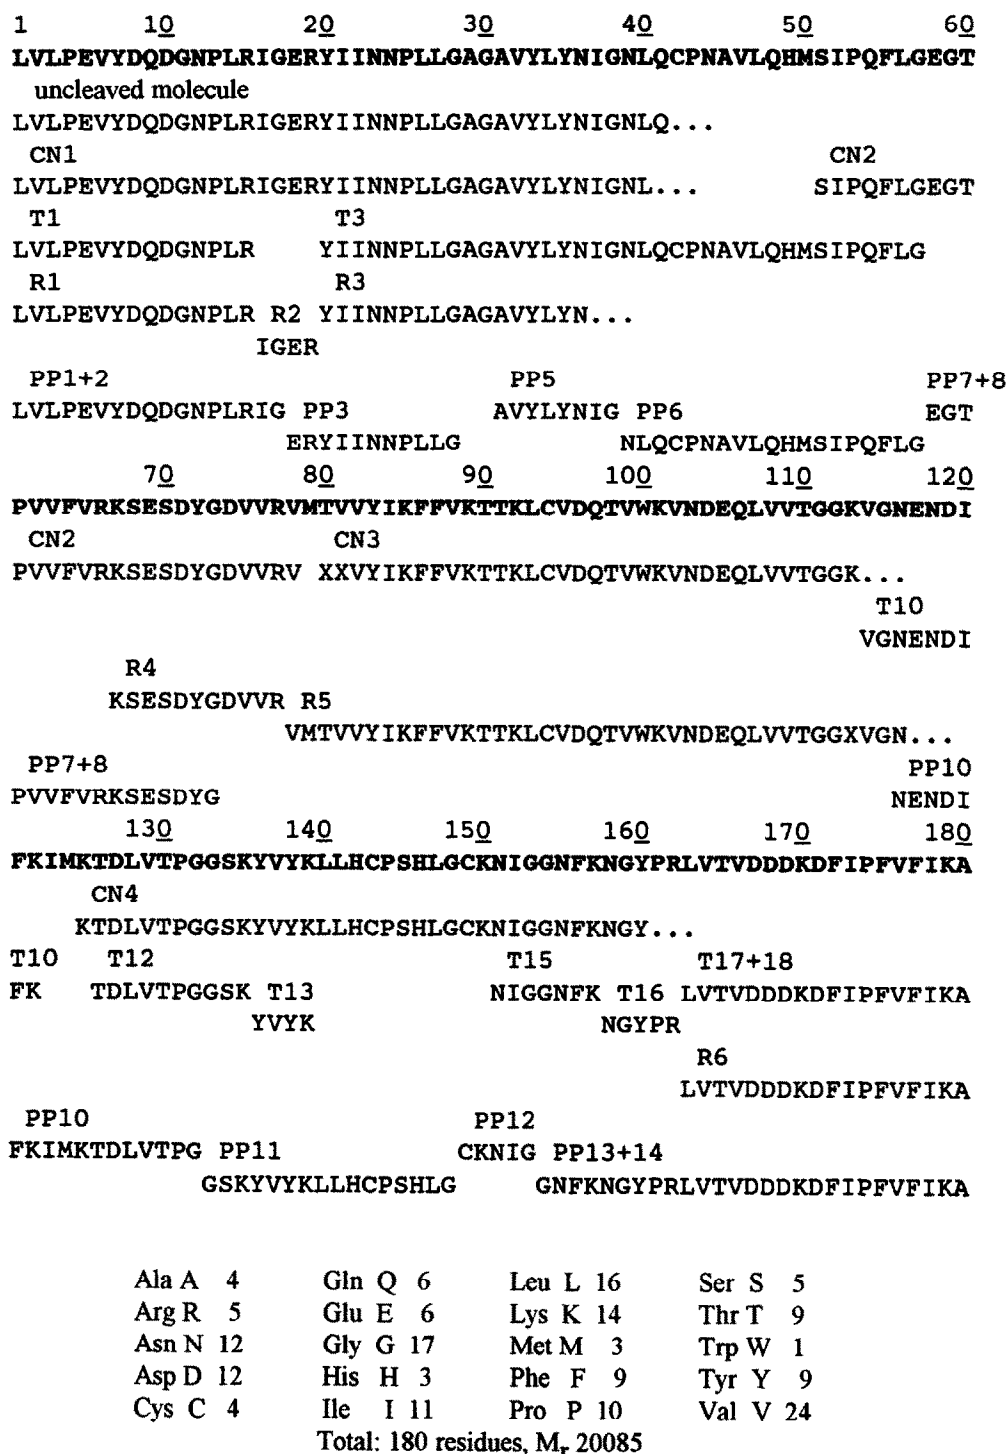 1 10 20 30 40 50 60
LVLPEVYDQDGNPLRIGERYIINNPLLGAGAVYLYNIGNLQCPNAVLQHMSIPQFLGEGT
uncleaved molecule
LVLPEVYDQDGNPLRIGERYIINNPLLGAGAVYLYNIGNLQ...
CN1 CN2
LVLPEVYDQDGNPLRIGERYIINNPLLGAGAVYLYNIGNL... SIPQFLGEGT
T1 T3
LVLPEVYDQDGNPLR YIINNPLLGAGAVYLYNIGNLQCPNAVLQHMSIPQFLG
R1 R3
LVLPEVYDQDGNPLR R2 YIINNPLLGAGAVYLYN...
IGER
PP1+2 PP5 PP7+8
LVLPEVYDQDGNPLRIG PP3 AVYLYNIG PP6 EGT
ERYIINNPLLG NLQCPNAVLQHMSIPQFLG
70 80 90 100 110 120
PVVFVRKSESDYGDVVRVMTVVYIKFFVKTTKLCVDQTVWKVNDEQLVVTGGKVGNENDI
CN2 CN3
PVVFVRKSESDYGDVVRV XXVYIKFFVKTTKLCVDQTVWKVNDEQLVVTGGK...
T10
VGNENDI
R4
KSESDYGDVVR R5
VMTVVYIKFFVKTTKLCVDQTVWKVNDEQLVVTGGXVGN...
PP7+8 PP10
PVVFVRKSESDYG NENDI
130 140 150 160 170 180
FKIMKTDLVTPGGSKYVYKLLHCPSHLGCKNIGGNFKNGYPRLVTVDDDKDFIPFVFIKA
CN4
KTDLVTPGGSKYVYKLLHCPSHLGCKNIGGNFKNGY...
T10 T12 T15 T17+18
FK TDLVTPGGSK T13 NIGGNFK T16 LVTVDDDKDFIPFVFIKA
YVYK NGYPR
R6
LVTVDDDKDFIPFVFIKA
PP10 PP12
FKIMKTDLVTPG PP11 CKNIG PP13+14
GSKYVYKLLHCPSHLG GNFKNGYPRLVTVDDDKDFIPFVFIKA
Ala A 4 Gln Q 6 Leu L 16 Ser S 5
Arg R 5 Glu E 6 Lys K 14 Thr T 9
Asn N 12 Gly G 17 Met M 3 Trp W 1
Asp D 12 His H 3 Phe F 9 Tyr Y 9
Cys C 4 Ile I 11 Pro P 10 Val V 24
Total: 180 residues, Mr 20085